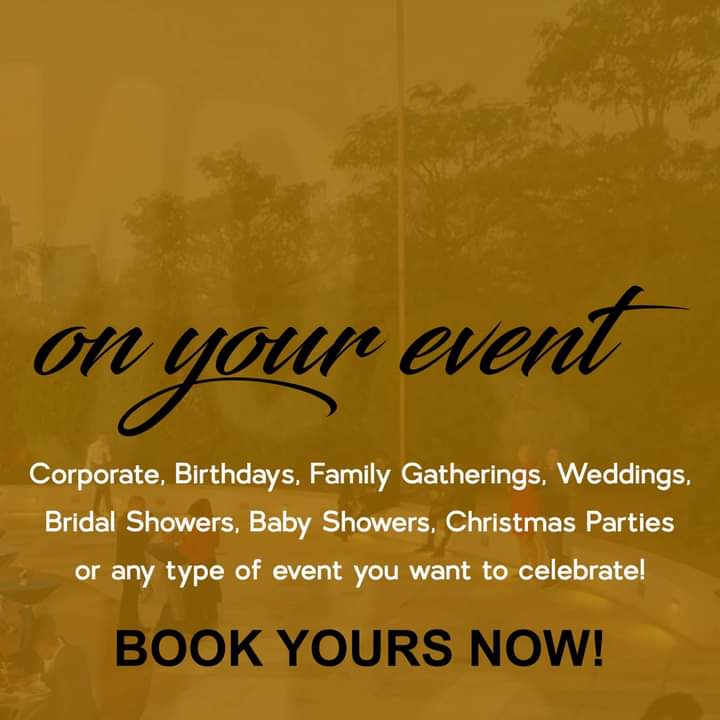 on your event
Corporate, Birthdays, Family Gatherings, Weddings,
Bridal Showers, Baby Showers, Christmas Parties
or any type of event you want to celebrate!
BOOK YOURS NOW!